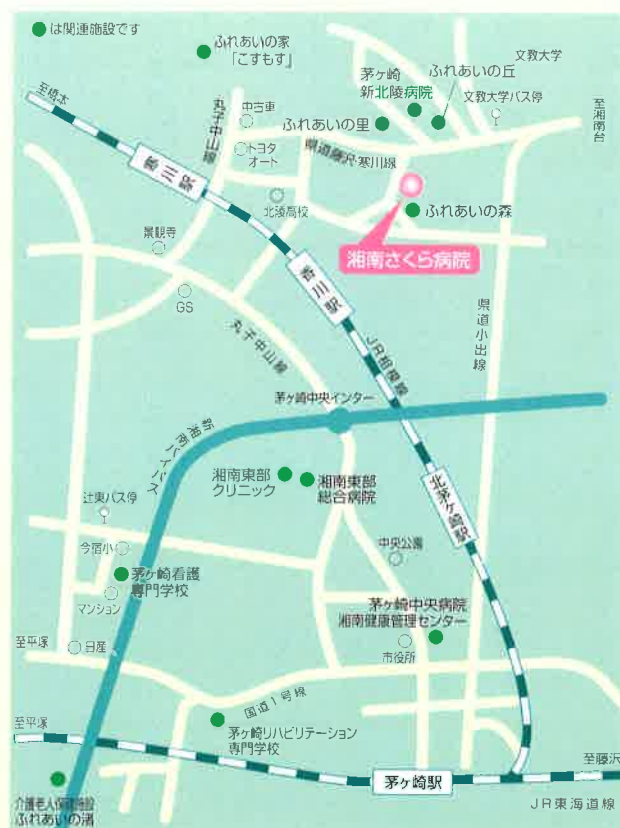 は関連施設です
ふれあいの家
「こすもす」
文教大学
茅ヶ崎
新北陵病院
ふれあいの丘
文教大学バス停
至湘南台
至橋本
中古車
ふれあいの里
丸子中山線
トヨタ
オート
県道藤沢・寒川線
寒川駅
北陵高校
ふれあいの森
景観寺
湘南さくら病院
香川駅
GS
県道小出線
丸子中山線
JR相模線
茅ヶ崎中央インター
新湘南バイパス
湘南東部
クリニック
湘南東部
総合病院
北茅ヶ崎駅
辻東バス停
今宿小
中央公園
茅ヶ崎看護
専門学校
マンション
茅ヶ崎中央病院
湘南健康管理センター
至平塚
日産
市役所
国道1号線
至平塚
茅ヶ崎リハビリテーション
専門学校
至藤沢
茅ヶ崎駅
介護老人保健施設
ふれあいの渚
JR東海道線